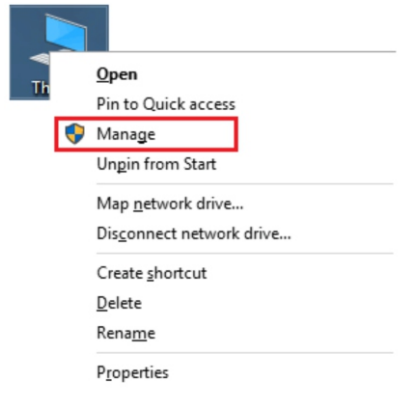 Th
Open
Pin to Quick access
Manage
Unpin from Start
Map network drive...
Disconnect network drive...
Create shortcut
Delete
Rename
Properties